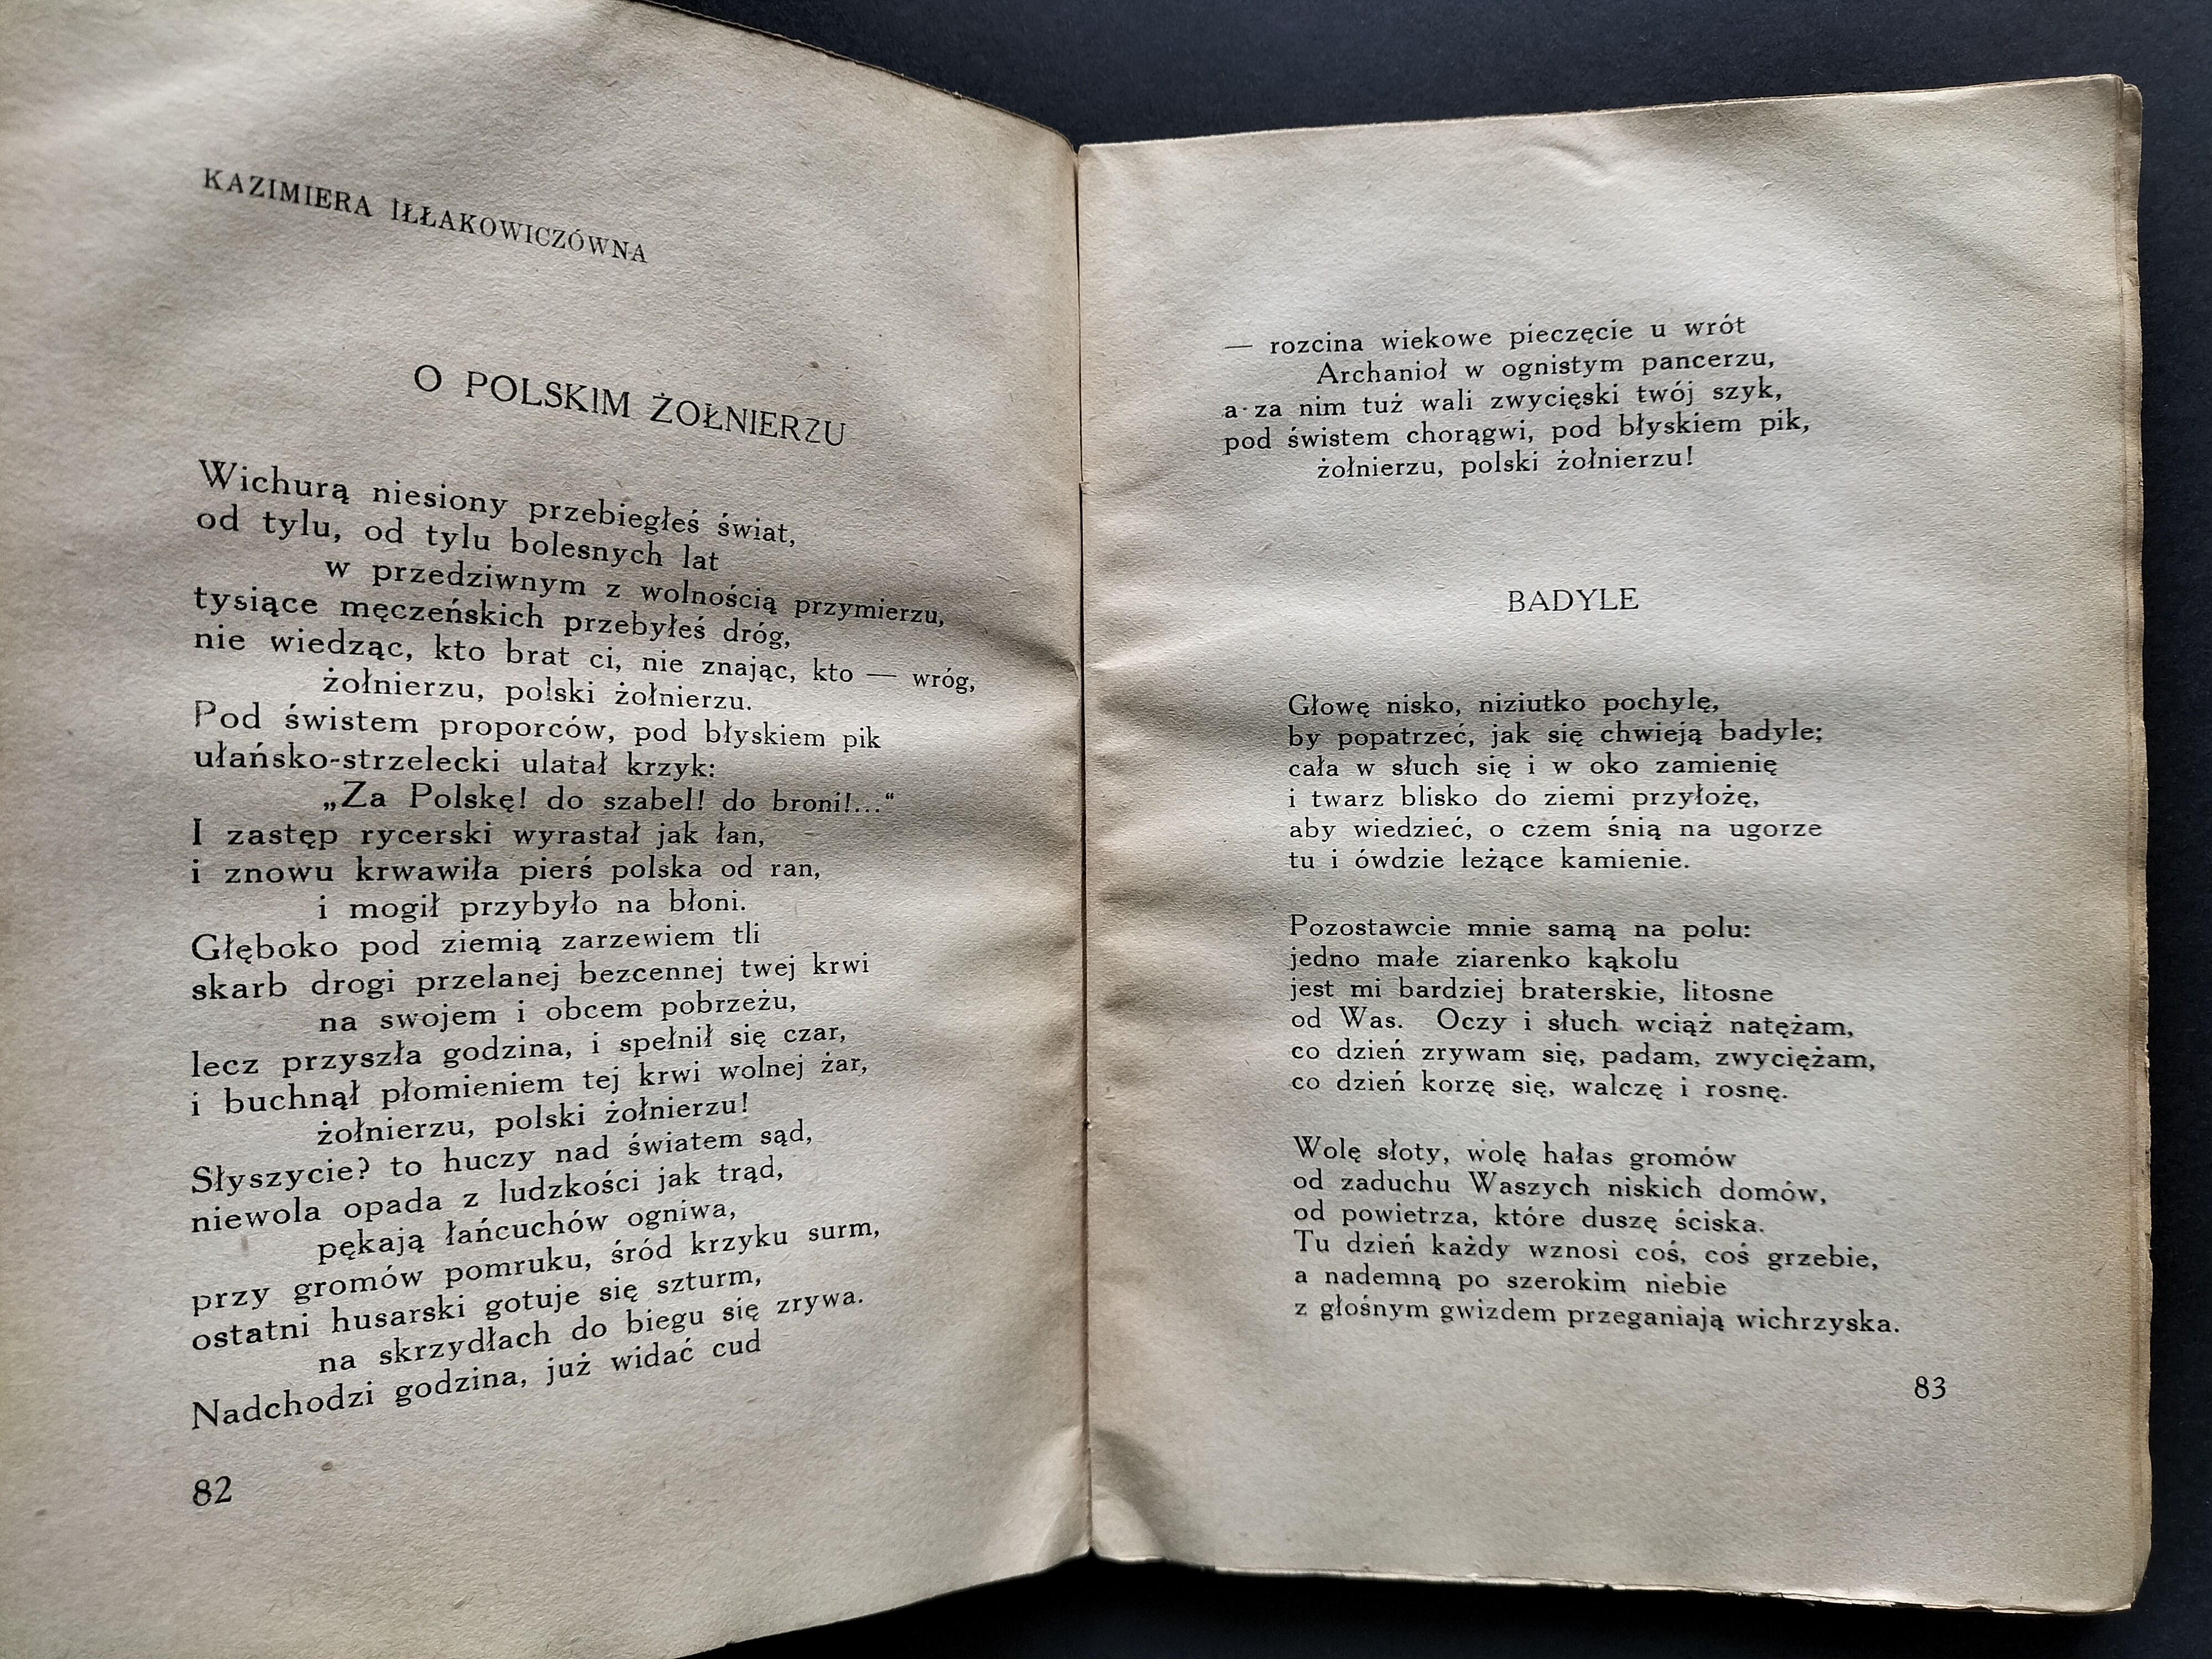 KAZIMIERA IŁŁAKOWICZÓWNA
O POLSKIM ŻOŁNIERZU
Wichurą niesiony przebiegłeś świat,
od tylu, od tylu bolesnych lat
w przedziwnym z wolnością przymierzu,
tysiące męczeńskich przebyłeś dróg,
nie wiedząc, kto brat ci, nie znając, kto — wróg,
żołnierzu, polski żołnierzu.
Pod świstem proporców, pod błyskiem pik
ułańsko-strzelecki ulatał krzyk:
„Za Polskę! do szabel! do broni!...“
I zastęp rycerski wyrastał jak łan,
i znowu krwawiła pierś polska od ran,
i mogił przybyło na błoni.
Głęboko pod ziemią zarzewiem tli
skarb drogi przelanej bezcennej twej krwi
na swojem i obcem pobrzeżu,
lecz przyszła godzina, i spełnił się czar,
i buchnął płomieniem tej krwi wolnej żar,
żołnierzu, polski żołnierzu!
Słyszycie? to huczy nad światem sąd,
niewola opada z ludzkości jak trąd,
pękają łańcuchów ogniwa,
przy gromów pomruku, śród krzyku surm,
ostatni husarski gotuje się szturm,
na skrzydłach do biegu się zrywa.
Nadchodzi godzina, już widać cud
82
— rozcina wiekowe pieczęcie u wrót
Archanioł w ognistym pancerzu,
a za nim tuż wali zwycięski twój szyk,
pod świstem chorągwi, pod błyskiem pik,
żołnierzu, polski żołnierzu!
BADYLE
Głowę nisko, niziutko pochylę,
by popatrzeć, jak się chwieją badyle;
cała w słuch się i w oko zamienię
i twarz blisko do ziemi przyłożę,
aby wiedzieć, o czem śnią na ugorze
tu i ówdzie leżące kamienie.
Pozostawcie mnie samą na polu:
jedno małe ziarenko kąkolu
jest mi bardziej braterskie, litosne
od Was. Oczy i słuch wciąż natężam,
co dzień zrywam się, padam, zwyciężam,
co dzień korzę się, walczę i rosnę.
Wolę słoty, wolę hałas gromów
od zaduchu Waszych niskich domów,
od powietrza, które duszę ściska.
Tu dzień każdy wznosi coś, coś grzebie,
a nademną po szerokim niebie
z głośnym gwizdem przeganiają wichrzyska.
83